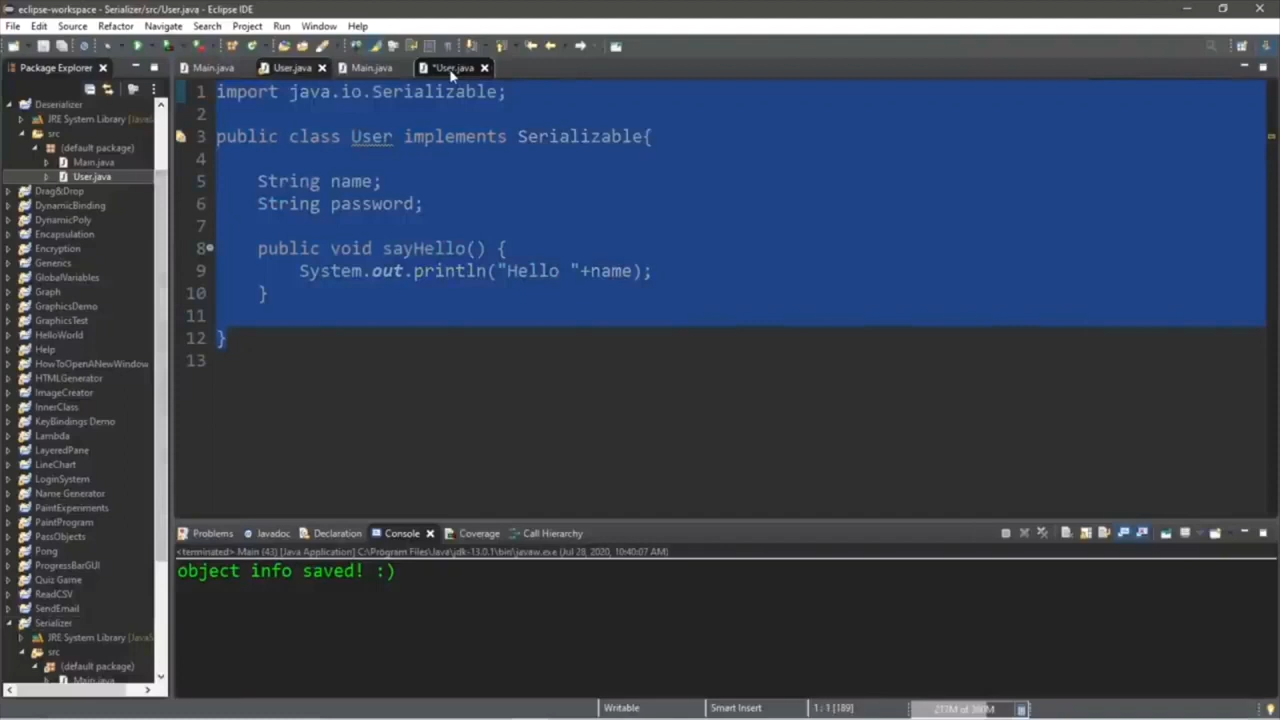 eclipse-workspace - Serializer/src/User.java - Eclipse IDE
File Edit Source Refactor Navigate Search Project Run Window Help
Package Explorer
Main.java User.java Main.java *User.java
Deserializer
JRE System Library [JavaS
src
(default package)
Main.java
User.java
Drag&Drop
DynamicBinding
DynamicPoly
Encapsulation
Encryption
Generics
GlobalVariables
Graph
GraphicsDemo
GraphicsTest
HelloWorld
Help
HowToOpenANewWindow
HTMLGenerator
ImageCreator
InnerClass
KeyBindings Demo
Lambda
LayeredPane
LineChart
LoginSystem
Name Generator
PaintExperiments
PaintProgram
PassObjects
Pong
ProgressBarGUI
Quiz Game
ReadCSV
SendEmail
Serializer
JRE System Library [JavaS
src
(default package)
Main.java
1 import java.io.Serializable;
2
3 public class User implements Serializable{
4
5 String name;
6 String password;
7
8 public void sayHello() {
9 System.out.println("Hello "+name);
10 }
11
12 }
13
Problems Javadoc Declaration Console Coverage Call Hierarchy
<terminated> Main (43) [Java Application] C:\Program Files\Java\jdk-13.0.1\bin\javaw.exe (Jul 28, 2020, 10:40:07 AM)
object info saved! :)
Writable Smart Insert 1 : 1 [189]